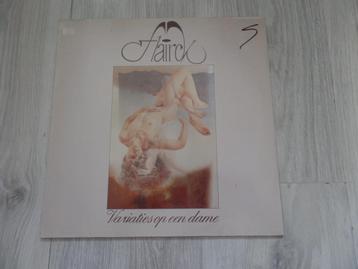 Flairck
Variaties op een dame